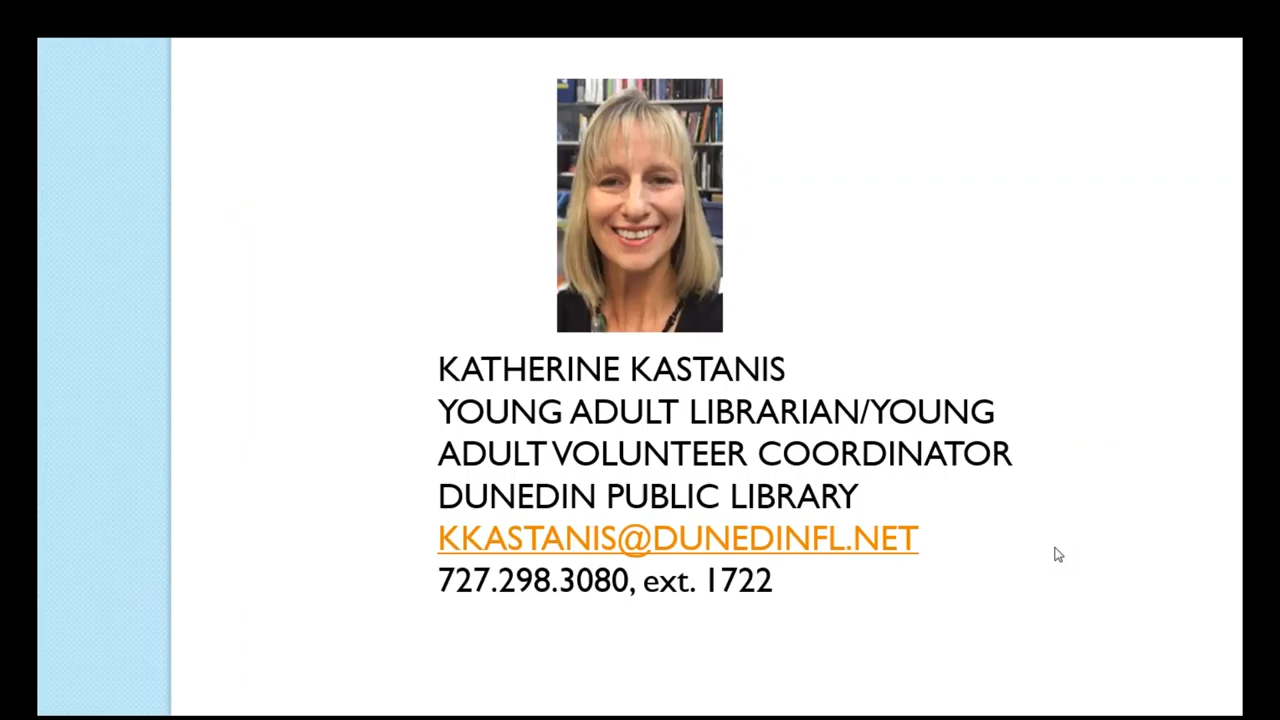 KATHERINE KASTANIS
YOUNG ADULT LIBRARIAN/YOUNG
ADULT VOLUNTEER COORDINATOR
DUNEDIN PUBLIC LIBRARY
KKASTANIS@DUNEDINFL.NET
727.298.3080, ext. 1722